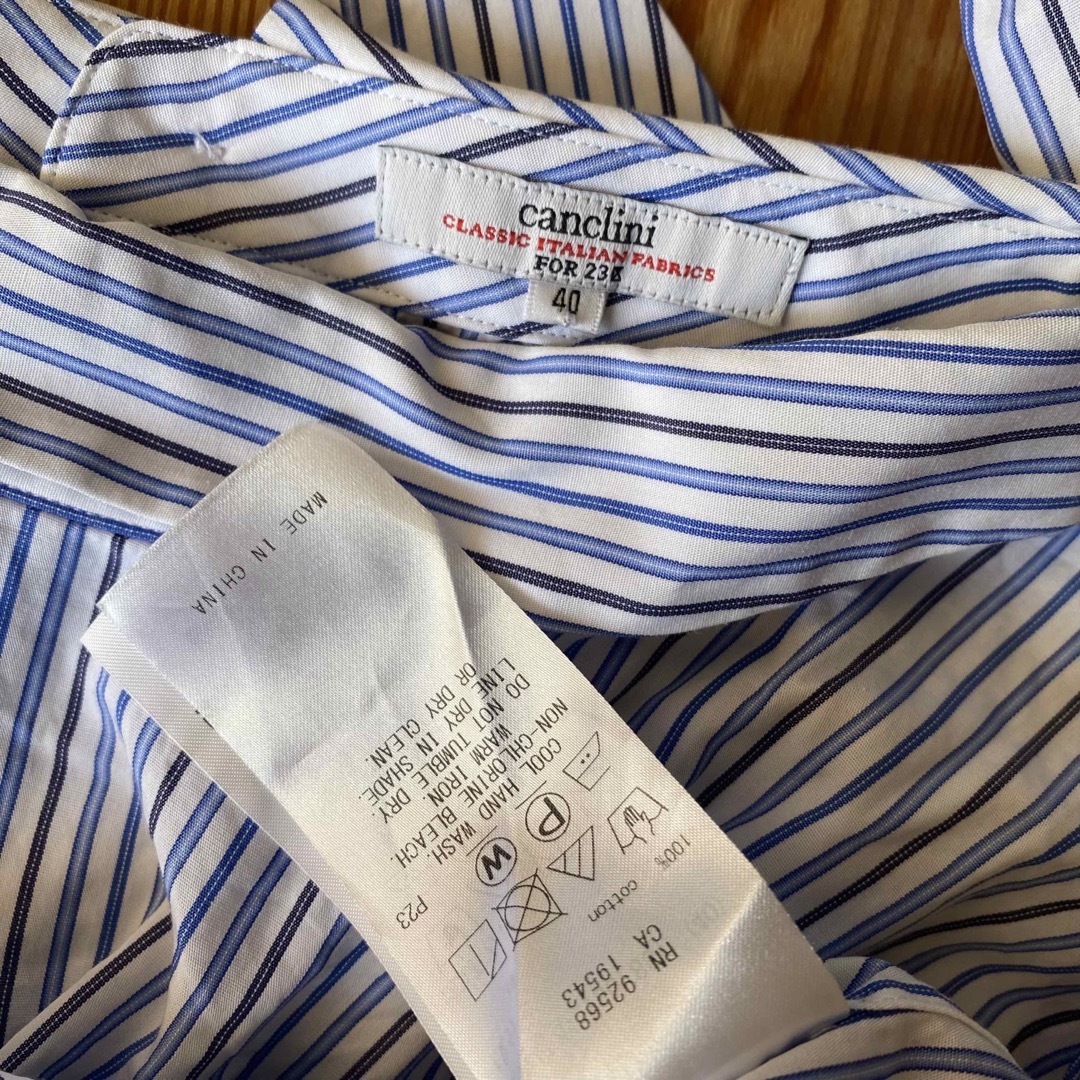 canclini
CLASSIC ITALIAN FABRICS
FOR 23区
40
MADE IN CHINA
100% cotton
COOL HAND WASH.
NON-CHLORINE BLEACH.
DO NOT TUMBLE DRY.
WARM IRON.
LINE DRY IN SHADE.
OR DRY CLEAN
P
W
P23
RN 92568
CA 19543